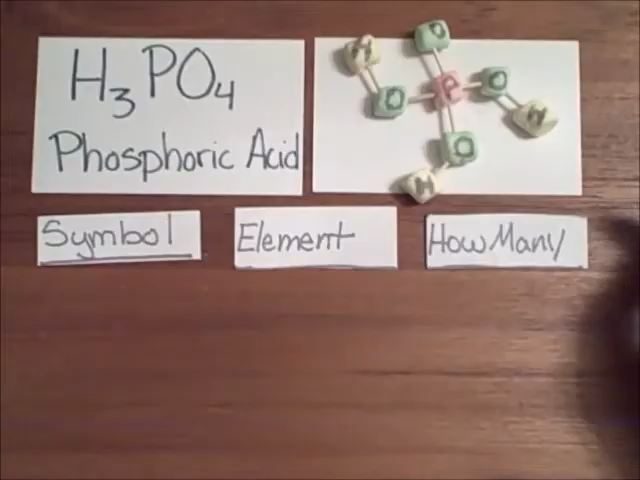 H₃PO₄
Phosphoric Acid
H
O
O
P
O
H
O
H
Symbol
Element
How Many